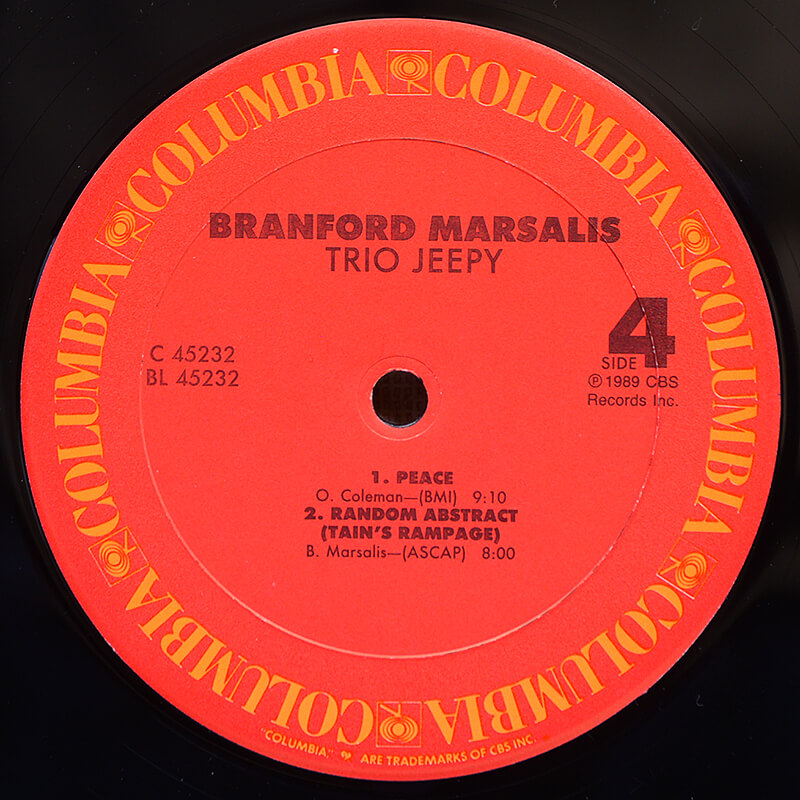 COLUMBIA COLUMBIA COLUMBIA COLUMBIA COLUMBIA COLUMBIA COLUMBIA COLUMBIA
BRANFORD MARSALIS
TRIO JEEPY
4
SIDE
C 45232
BL 45232
℗ 1989 CBS
Records Inc.
1. PEACE
O. Coleman—(BMI) 9:10
2. RANDOM ABSTRACT
(TAIN'S RAMPAGE)
B. Marsalis—(ASCAP) 8:00
"COLUMBIA," ARE TRADEMARKS OF CBS INC.